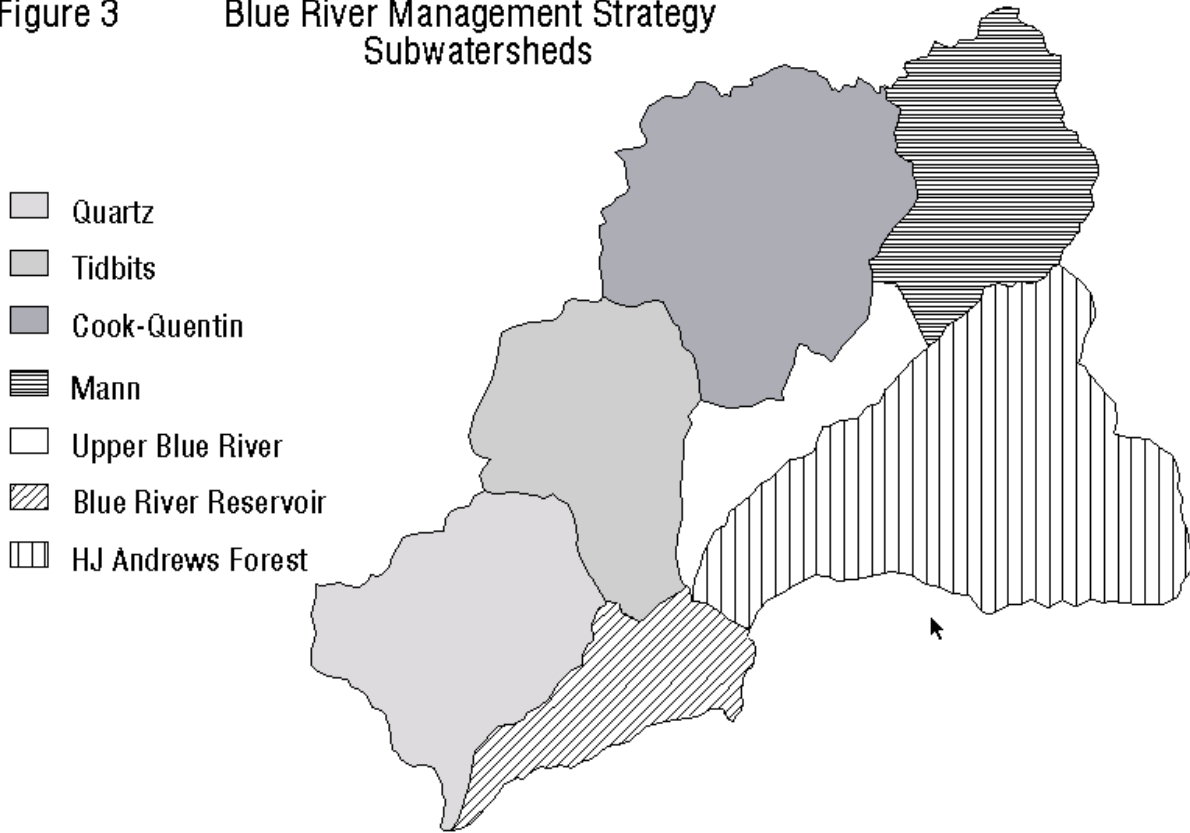 Figure 3
Blue River Management Strategy
Subwatersheds
Quartz
Tidbits
Cook-Quentin
Mann
Upper Blue River
Blue River Reservoir
HJ Andrews Forest